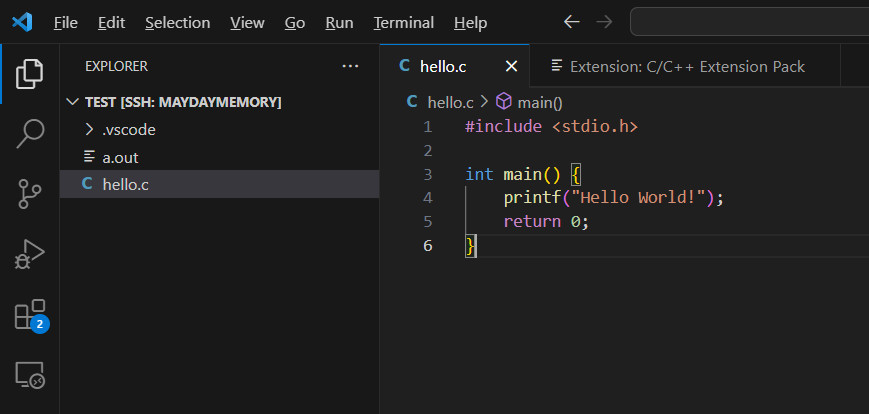 File Edit Selection View Go Run Terminal Help
EXPLORER ...
TEST [SSH: MAYDAYMEMORY]
.vscode
a.out
C hello.c
2
C hello.c Extension: C/C++ Extension Pack
C hello.c > main()
1 #include <stdio.h>
2
3 int main() {
4     printf("Hello World!");
5     return 0;
6 }